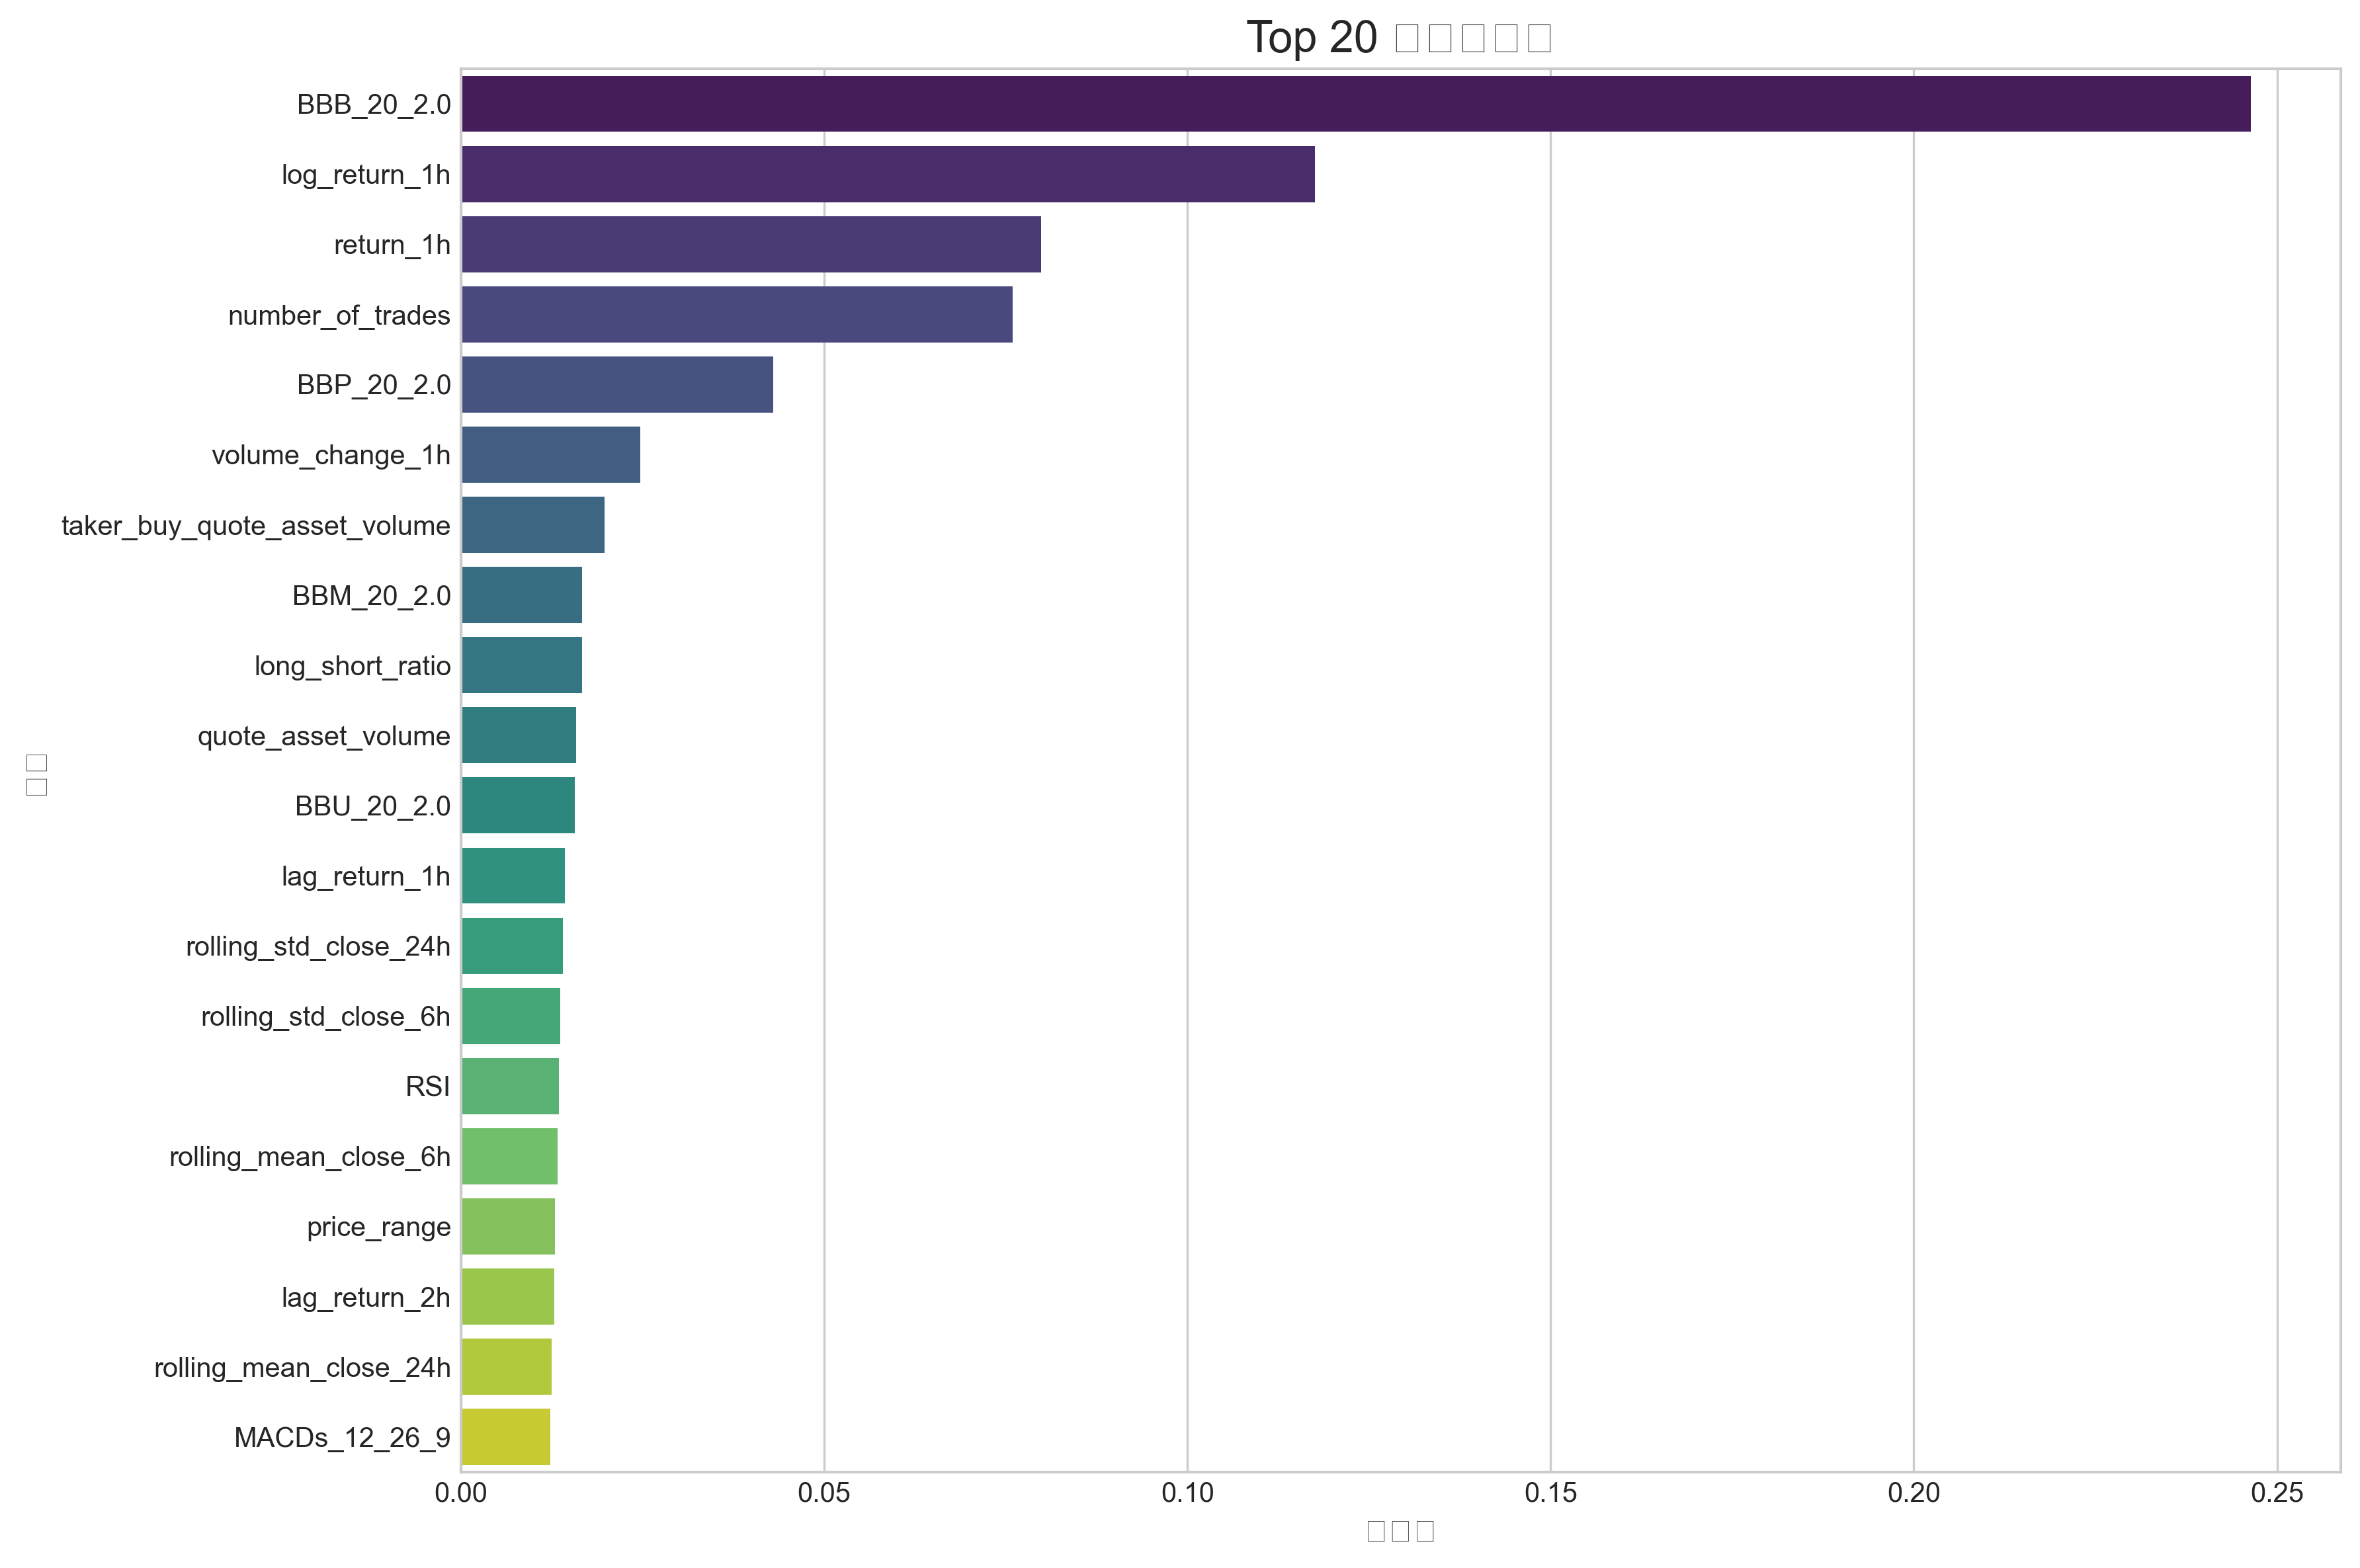 Top 20
BBB_20_2.0
log_return_1h
return_1h
number_of_trades
BBP_20_2.0
volume_change_1h
taker_buy_quote_asset_volume
BBM_20_2.0
long_short_ratio
quote_asset_volume
BBU_20_2.0
lag_return_1h
rolling_std_close_24h
rolling_std_close_6h
RSI
rolling_mean_close_6h
price_range
lag_return_2h
rolling_mean_close_24h
MACDs_12_26_9
0.00 0.05 0.10 0.15 0.20 0.25